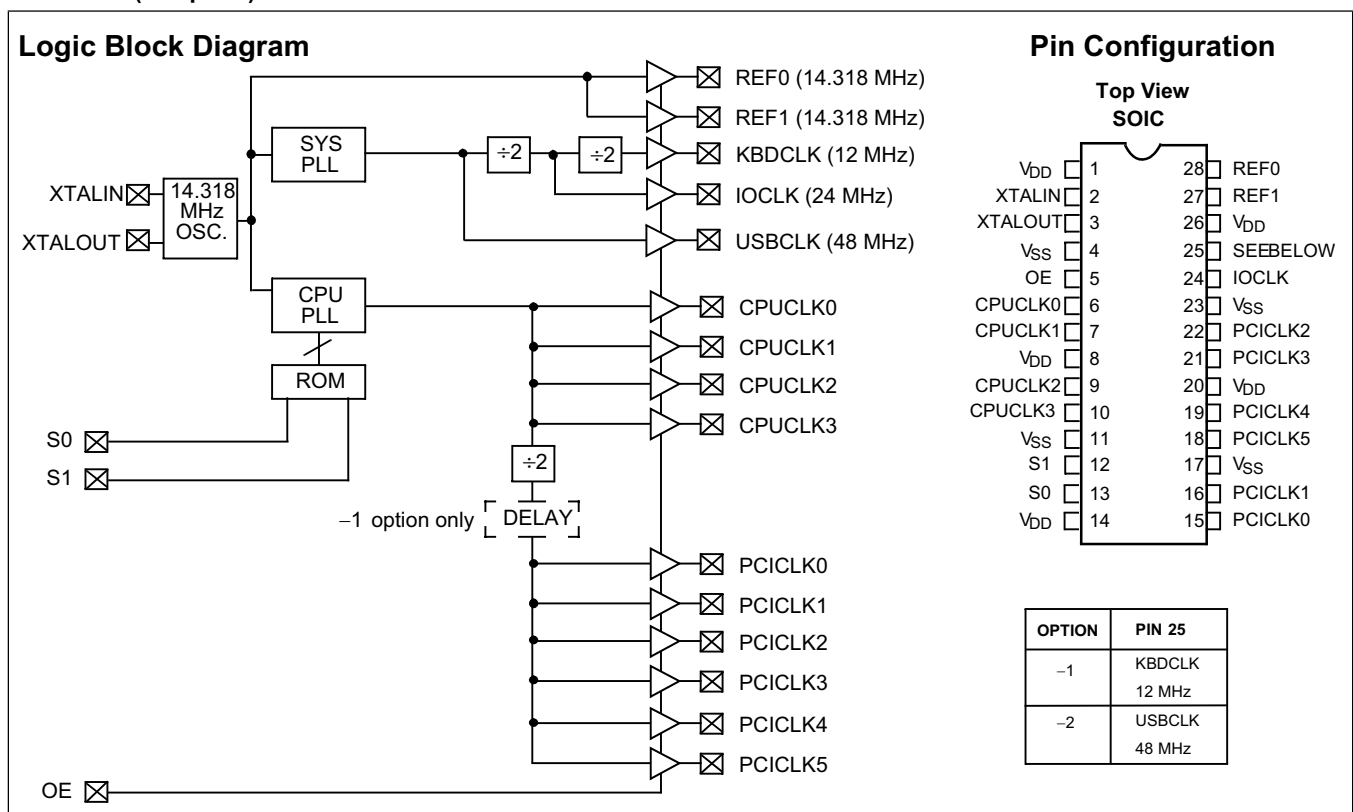 Logic Block Diagram
REF0 (14.318 MHz)
REF1 (14.318 MHz)
SYS
PLL
÷2
÷2
KBDCLK (12 MHz)
XTALIN
14.318
MHz
OSC.
IOCLK (24 MHz)
XTALOUT
USBCLK (48 MHz)
CPU
PLL
CPUCLK0
CPUCLK1
ROM
CPUCLK2
CPUCLK3
S0
S1
÷2
−1 option only
DELAY
PCICLK0
PCICLK1
PCICLK2
PCICLK3
PCICLK4
PCICLK5
OE
Pin Configuration
Top View
SOIC
VDD 1 28 REF0
XTALIN 2 27 REF1
XTALOUT 3 26 VDD
VSS 4 25 SEEBELOW
OE 5 24 IOCLK
CPUCLK0 6 23 VSS
CPUCLK1 7 22 PCICLK2
VDD 8 21 PCICLK3
CPUCLK2 9 20 VDD
CPUCLK3 10 19 PCICLK4
VSS 11 18 PCICLK5
S1 12 17 VSS
S0 13 16 PCICLK1
VDD 14 15 PCICLK0
OPTION PIN 25
−1 KBDCLK
12 MHz
−2 USBCLK
48 MHz